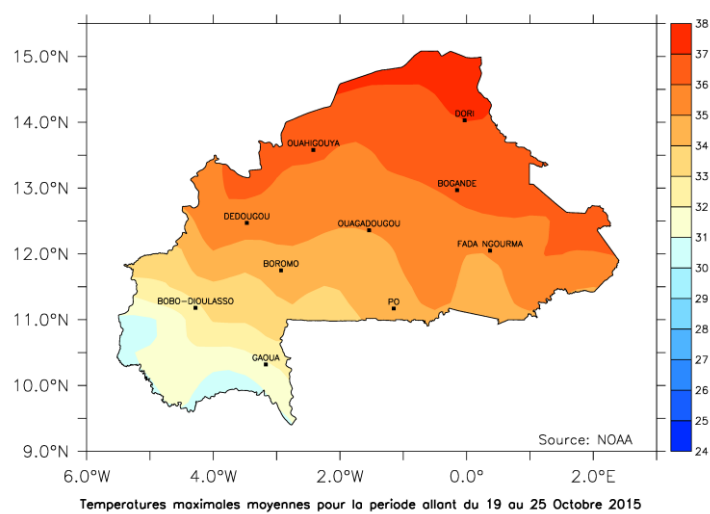 38
37
36
35
34
33
32
31
30
29
28
27
26
25
24
15.0°N
14.0°N
13.0°N
12.0°N
11.0°N
10.0°N
9.0°N
DORI
OUAHIGOUYA
BOGANDE
DEDOUGOU
OUAGADOUGOU
FADA NGOURMA
BOROMO
BOBO-DIOULASSO
PO
GAOUA
Source: NOAA
6.0°W 4.0°W 2.0°W 0.0° 2.0°E
Temperatures maximales moyennes pour la periode allant du 19 au 25 Octobre 2015